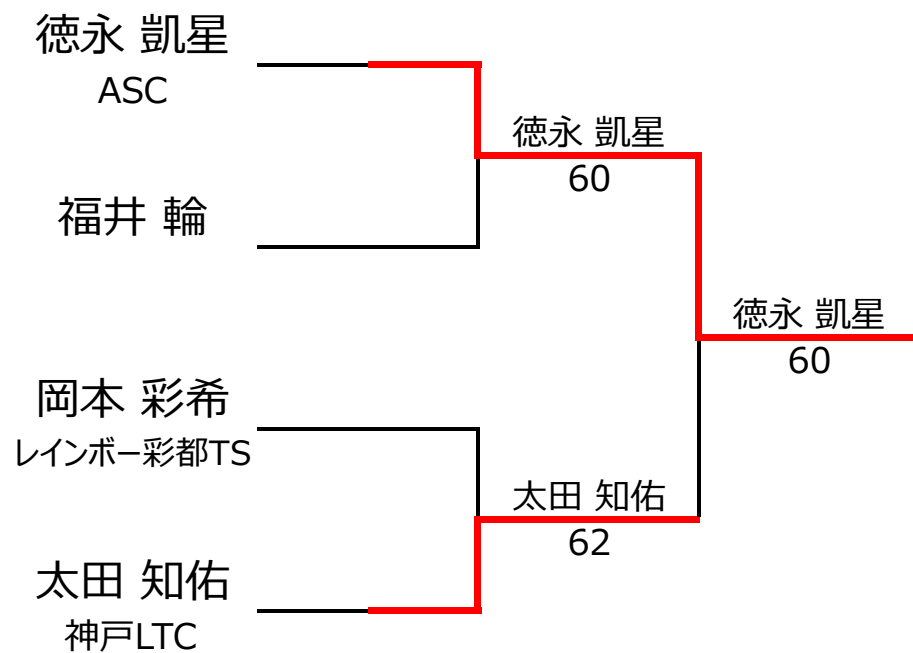 徳永 凱星
ASC
福井 輪
岡本 彩希
レインボー彩都TS
太田 知佑
神戸LTC
徳永 凱星
60
太田 知佑
62
徳永 凱星
60